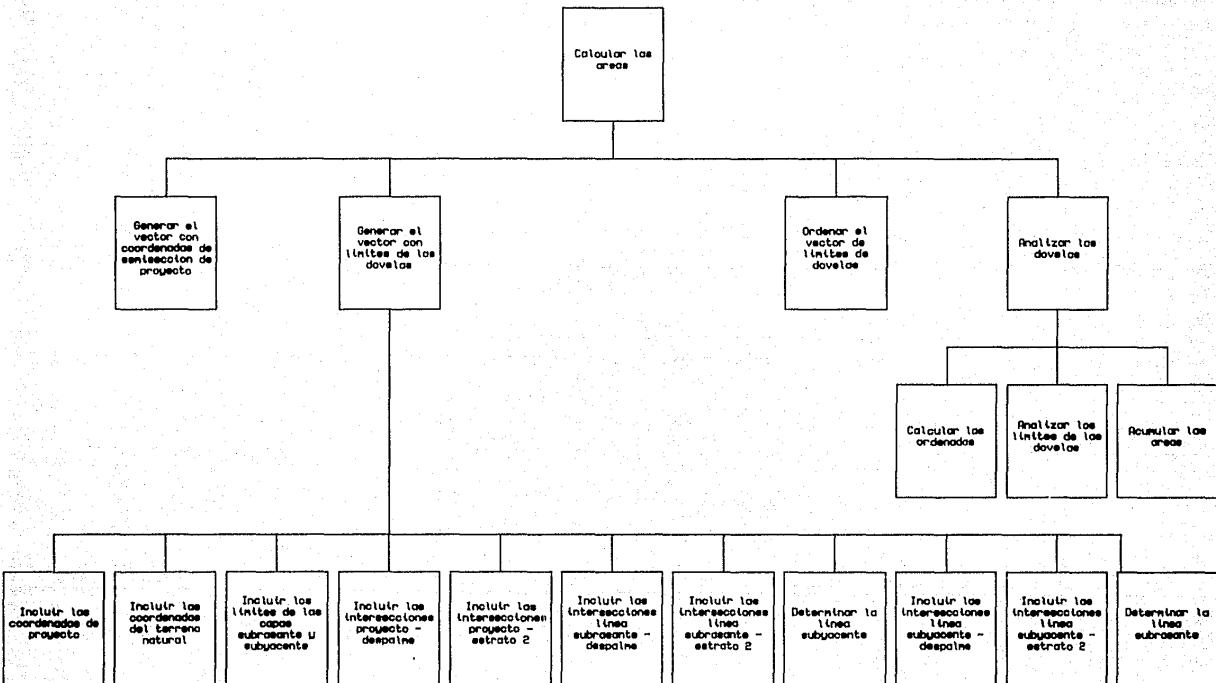 Calcular las
areas
Generar el
vector con
coordenadas de
semiseccion de
proyecto
Generar el
vector con
limites de las
dovelas
Ordenar el
vector de
limites de
dovelas
Analizar las
dovelas
Calcular las
ordenadas
Analizar los
limites de las
dovelas
Acumular las
areas
Incluir las
coordenadas de
proyecto
Incluir las
coordenadas
del terreno
natural
Incluir los
limites de las
capas
subrasante y
subyacente
Incluir las
intersecciones
proyecto -
despalme
Incluir las
intersecciones
proyecto -
estrato 2
Incluir las
intersecciones
linea
subrasante -
despalme
Incluir las
intersecciones
linea
subrasante -
estrato 2
Determinar la
linea
subyacente
Incluir las
intersecciones
linea
subyacente -
despalme
Incluir las
intersecciones
linea
subyacente -
estrato 2
Determinar la
linea
subrasante